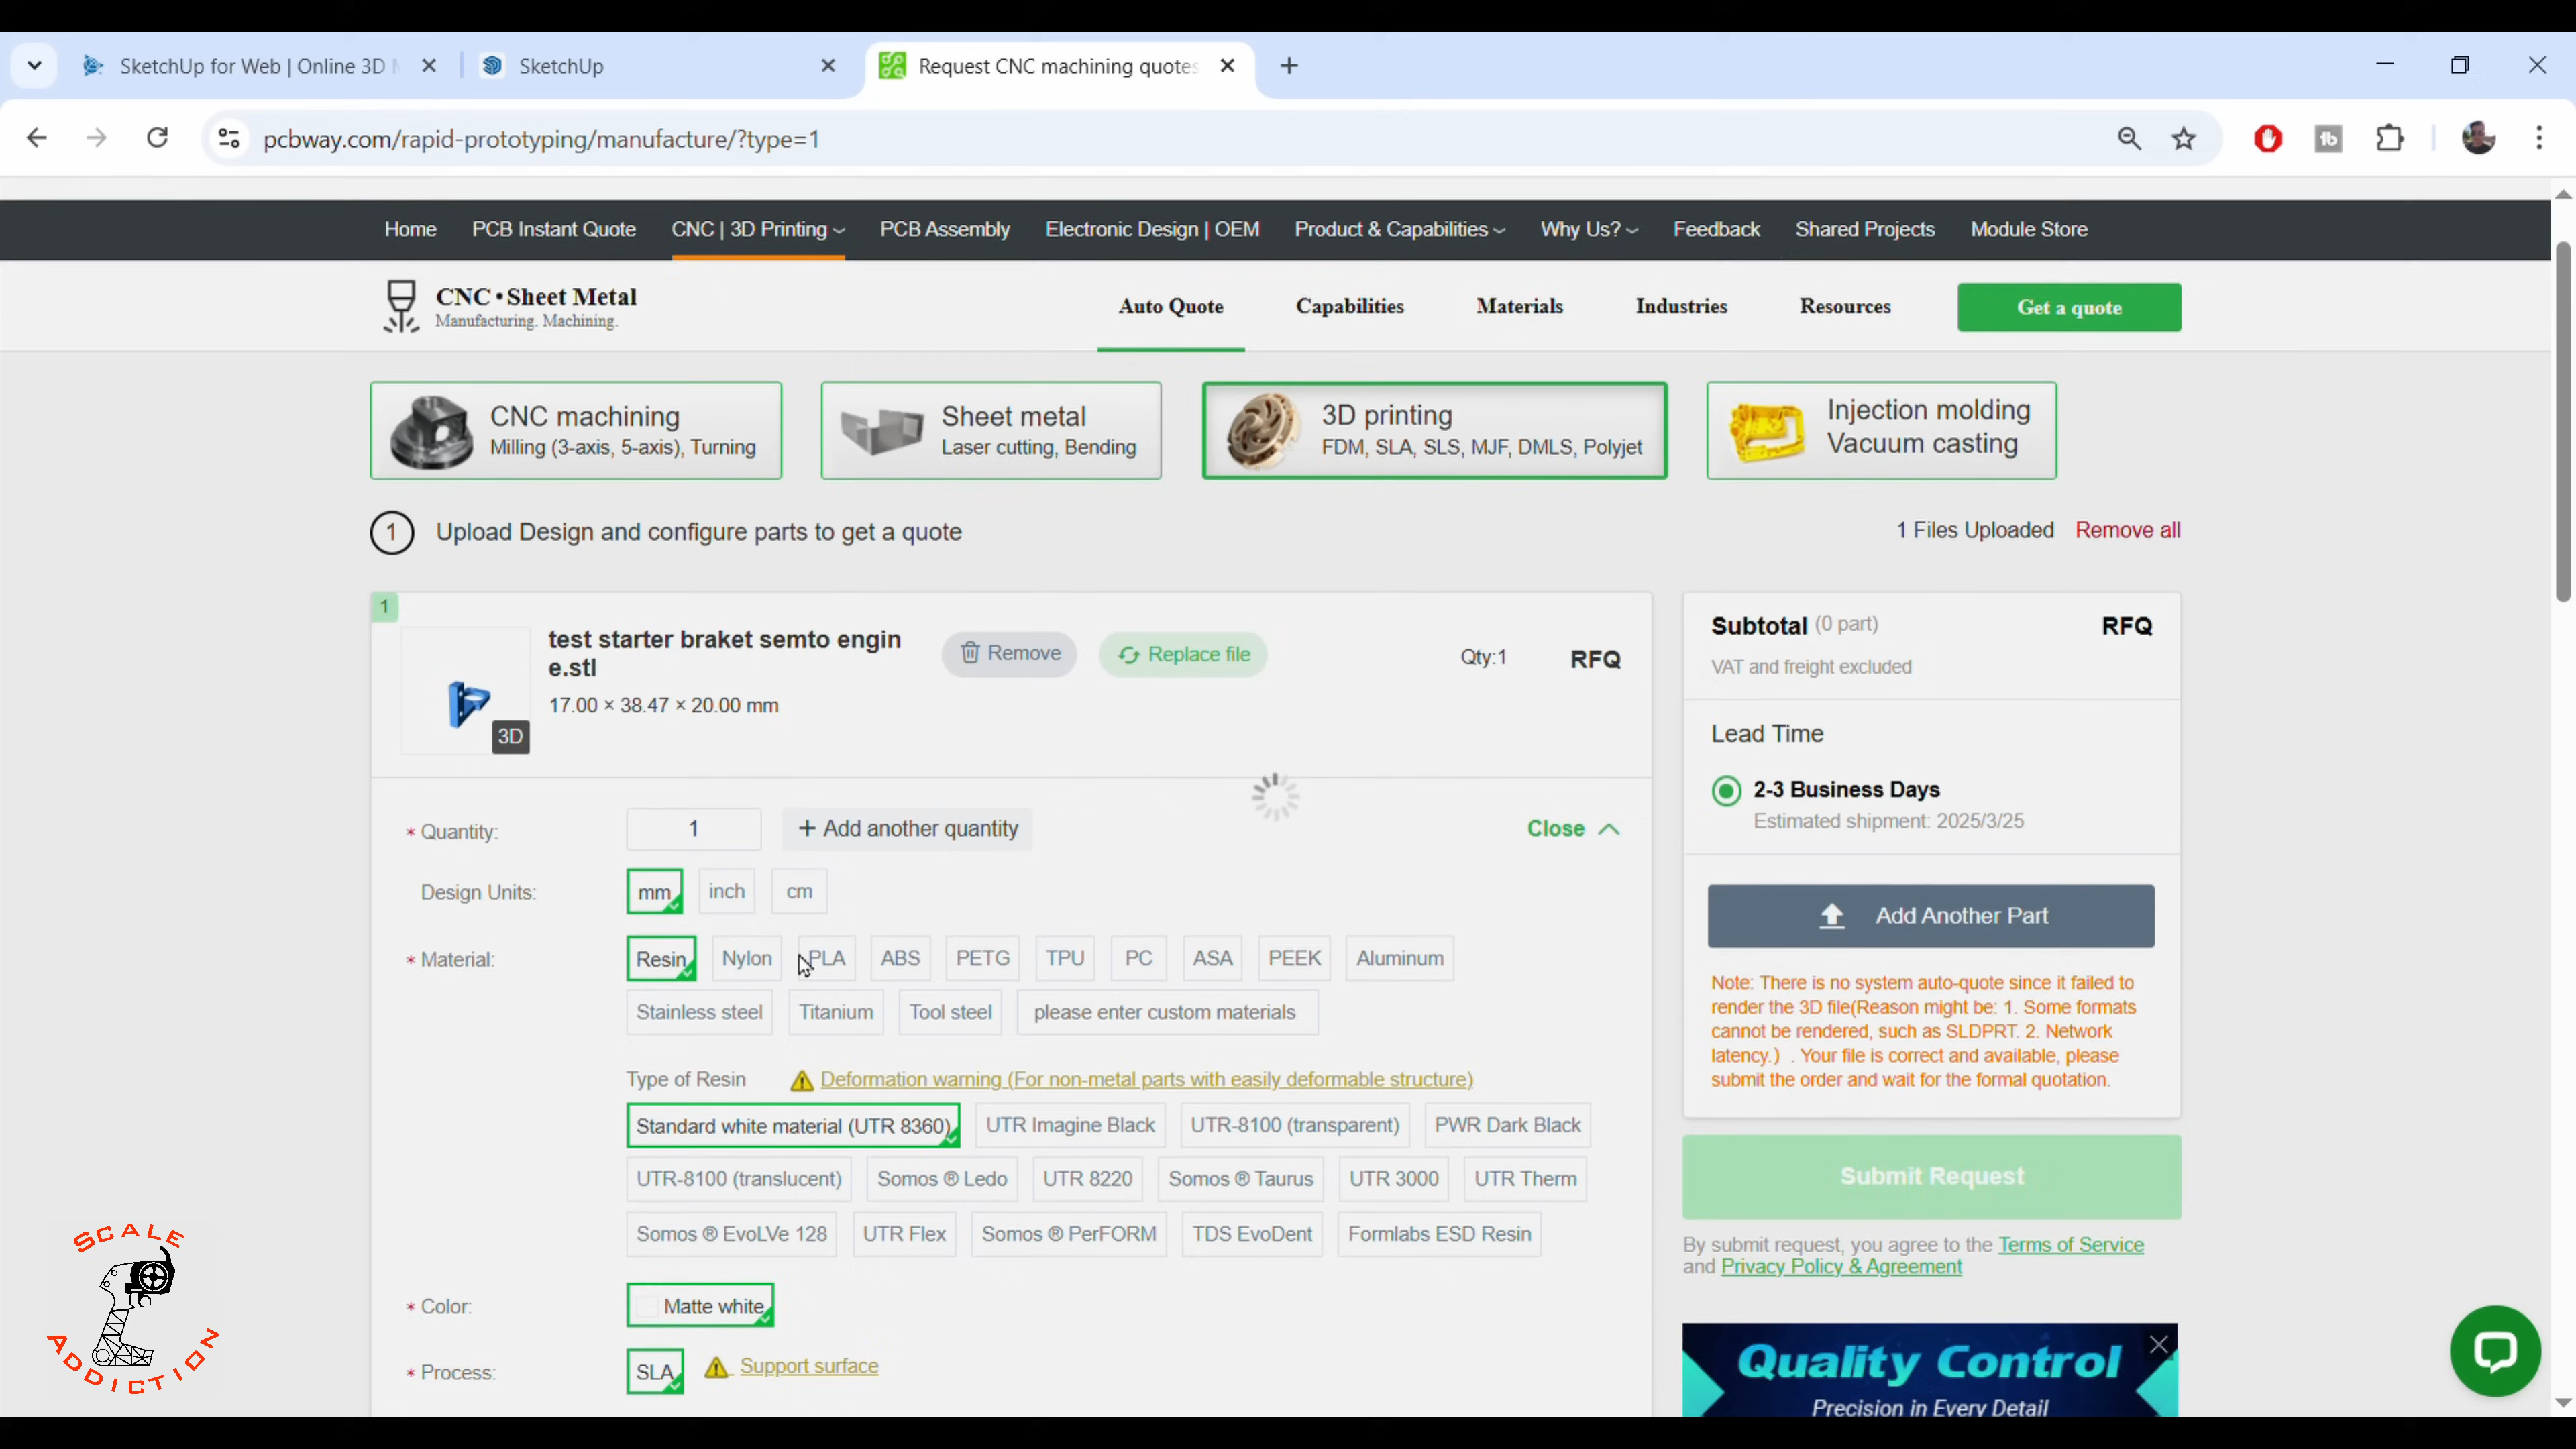 SketchUp for Web | Online 3D
SketchUp
Request CNC machining quotes
pcbway.com/rapid-prototyping/manufacture/?type=1
Home PCB Instant Quote CNC | 3D Printing PCB Assembly Electronic Design | OEM Product & Capabilities Why Us? Feedback Shared Projects Module Store
CNC • Sheet Metal
Manufacturing. Machining.
Auto Quote Capabilities Materials Industries Resources Get a quote
CNC machining
Milling (3-axis, 5-axis), Turning
Sheet metal
Laser cutting, Bending
3D printing
FDM, SLA, SLS, MJF, DMLS, Polyjet
Injection molding
Vacuum casting
1 Upload Design and configure parts to get a quote
1 Files Uploaded Remove all
1
test starter braket semto engin
e.stl
17.00 × 38.47 × 20.00 mm
3D
Remove
Replace file
Qty:1
RFQ
* Quantity: 1 + Add another quantity Close
Design Units: mm inch cm
* Material: Resin Nylon PLA ABS PETG TPU PC ASA PEEK Aluminum
Stainless steel Titanium Tool steel please enter custom materials
Type of Resin Deformation warning (For non-metal parts with easily deformable structure)
Standard white material (UTR 8360) UTR Imagine Black UTR-8100 (transparent) PWR Dark Black
UTR-8100 (translucent) Somos ® Ledo UTR 8220 Somos ® Taurus UTR 3000 UTR Therm
Somos ® EvoLVe 128 UTR Flex Somos ® PerFORM TDS EvoDent Formlabs ESD Resin
* Color: Matte white
* Process: SLA Support surface
Subtotal (0 part) RFQ
VAT and freight excluded
Lead Time
2-3 Business Days
Estimated shipment: 2025/3/25
Add Another Part
Note: There is no system auto-quote since it failed to
render the 3D file(Reason might be: 1. Some formats
cannot be rendered, such as SLDPRT. 2. Network
latency.) . Your file is correct and available, please
submit the order and wait for the formal quotation.
Submit Request
By submit request, you agree to the Terms of Service
and Privacy Policy & Agreement
Quality Control
Precision in Every Detail
SCALE
ADDICTION